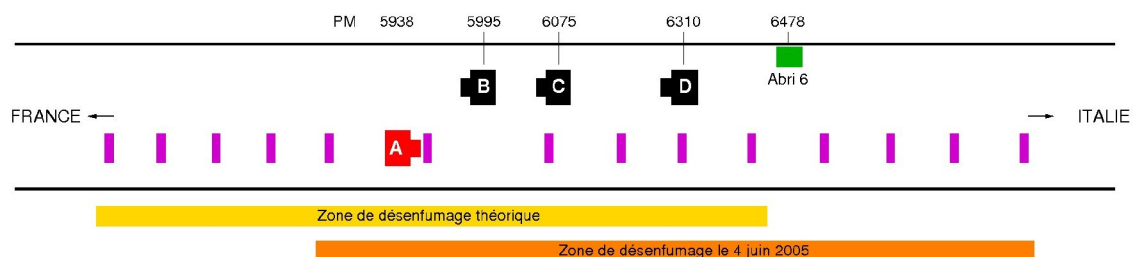 PM 5938 5995 6075 6310 6478
B C D Abri 6
FRANCE ITALIE
A
Zone de désenfumage théorique
Zone de désenfumage le 4 juin 2005